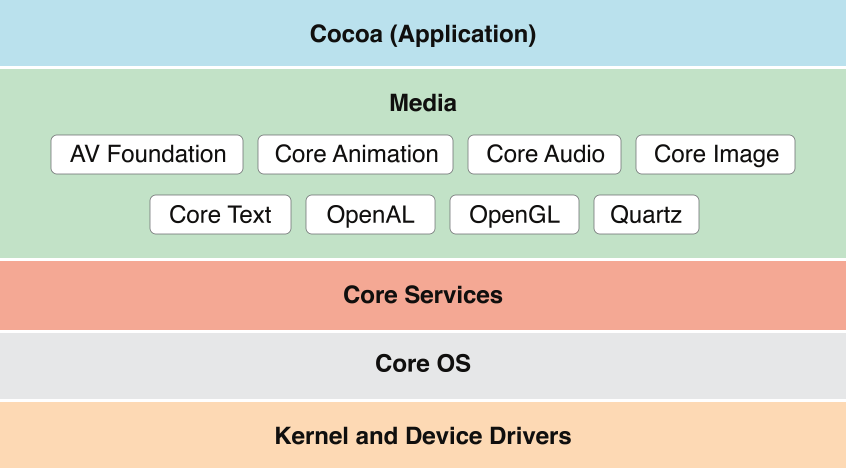 Cocoa (Application)
Media
AV Foundation Core Animation Core Audio Core Image
Core Text OpenAL OpenGL Quartz
Core Services
Core OS
Kernel and Device Drivers